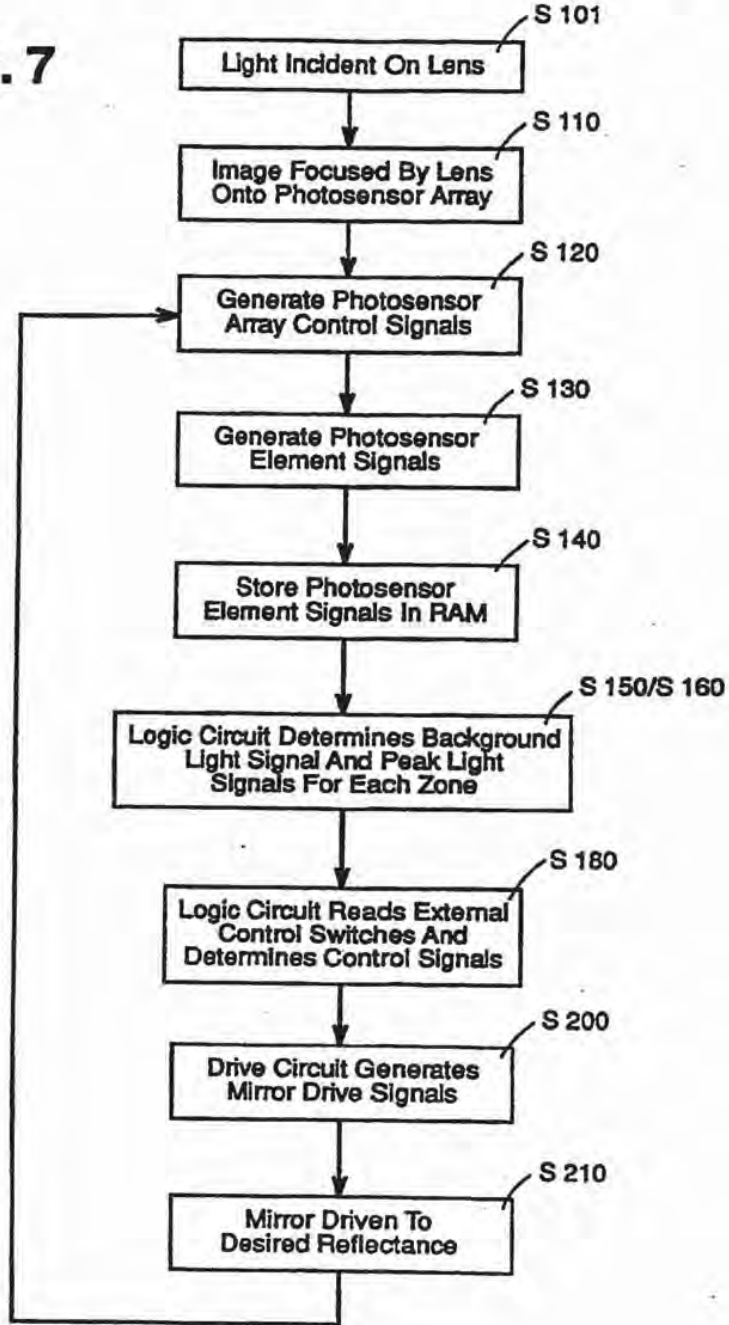 . 7
S 101
Light Incident On Lens
S 110
Image Focused By Lens
Onto Photosensor Array
S 120
Generate Photosensor
Array Control Signals
S 130
Generate Photosensor
Element Signals
S 140
Store Photosensor
Element Signals In RAM
S 150/S 160
Logic Circuit Determines Background
Light Signal And Peak Light
Signals For Each Zone
S 180
Logic Circuit Reads External
Control Switches And
Determines Control Signals
S 200
Drive Circuit Generates
Mirror Drive Signals
S 210
Mirror Driven To
Desired Reflectance